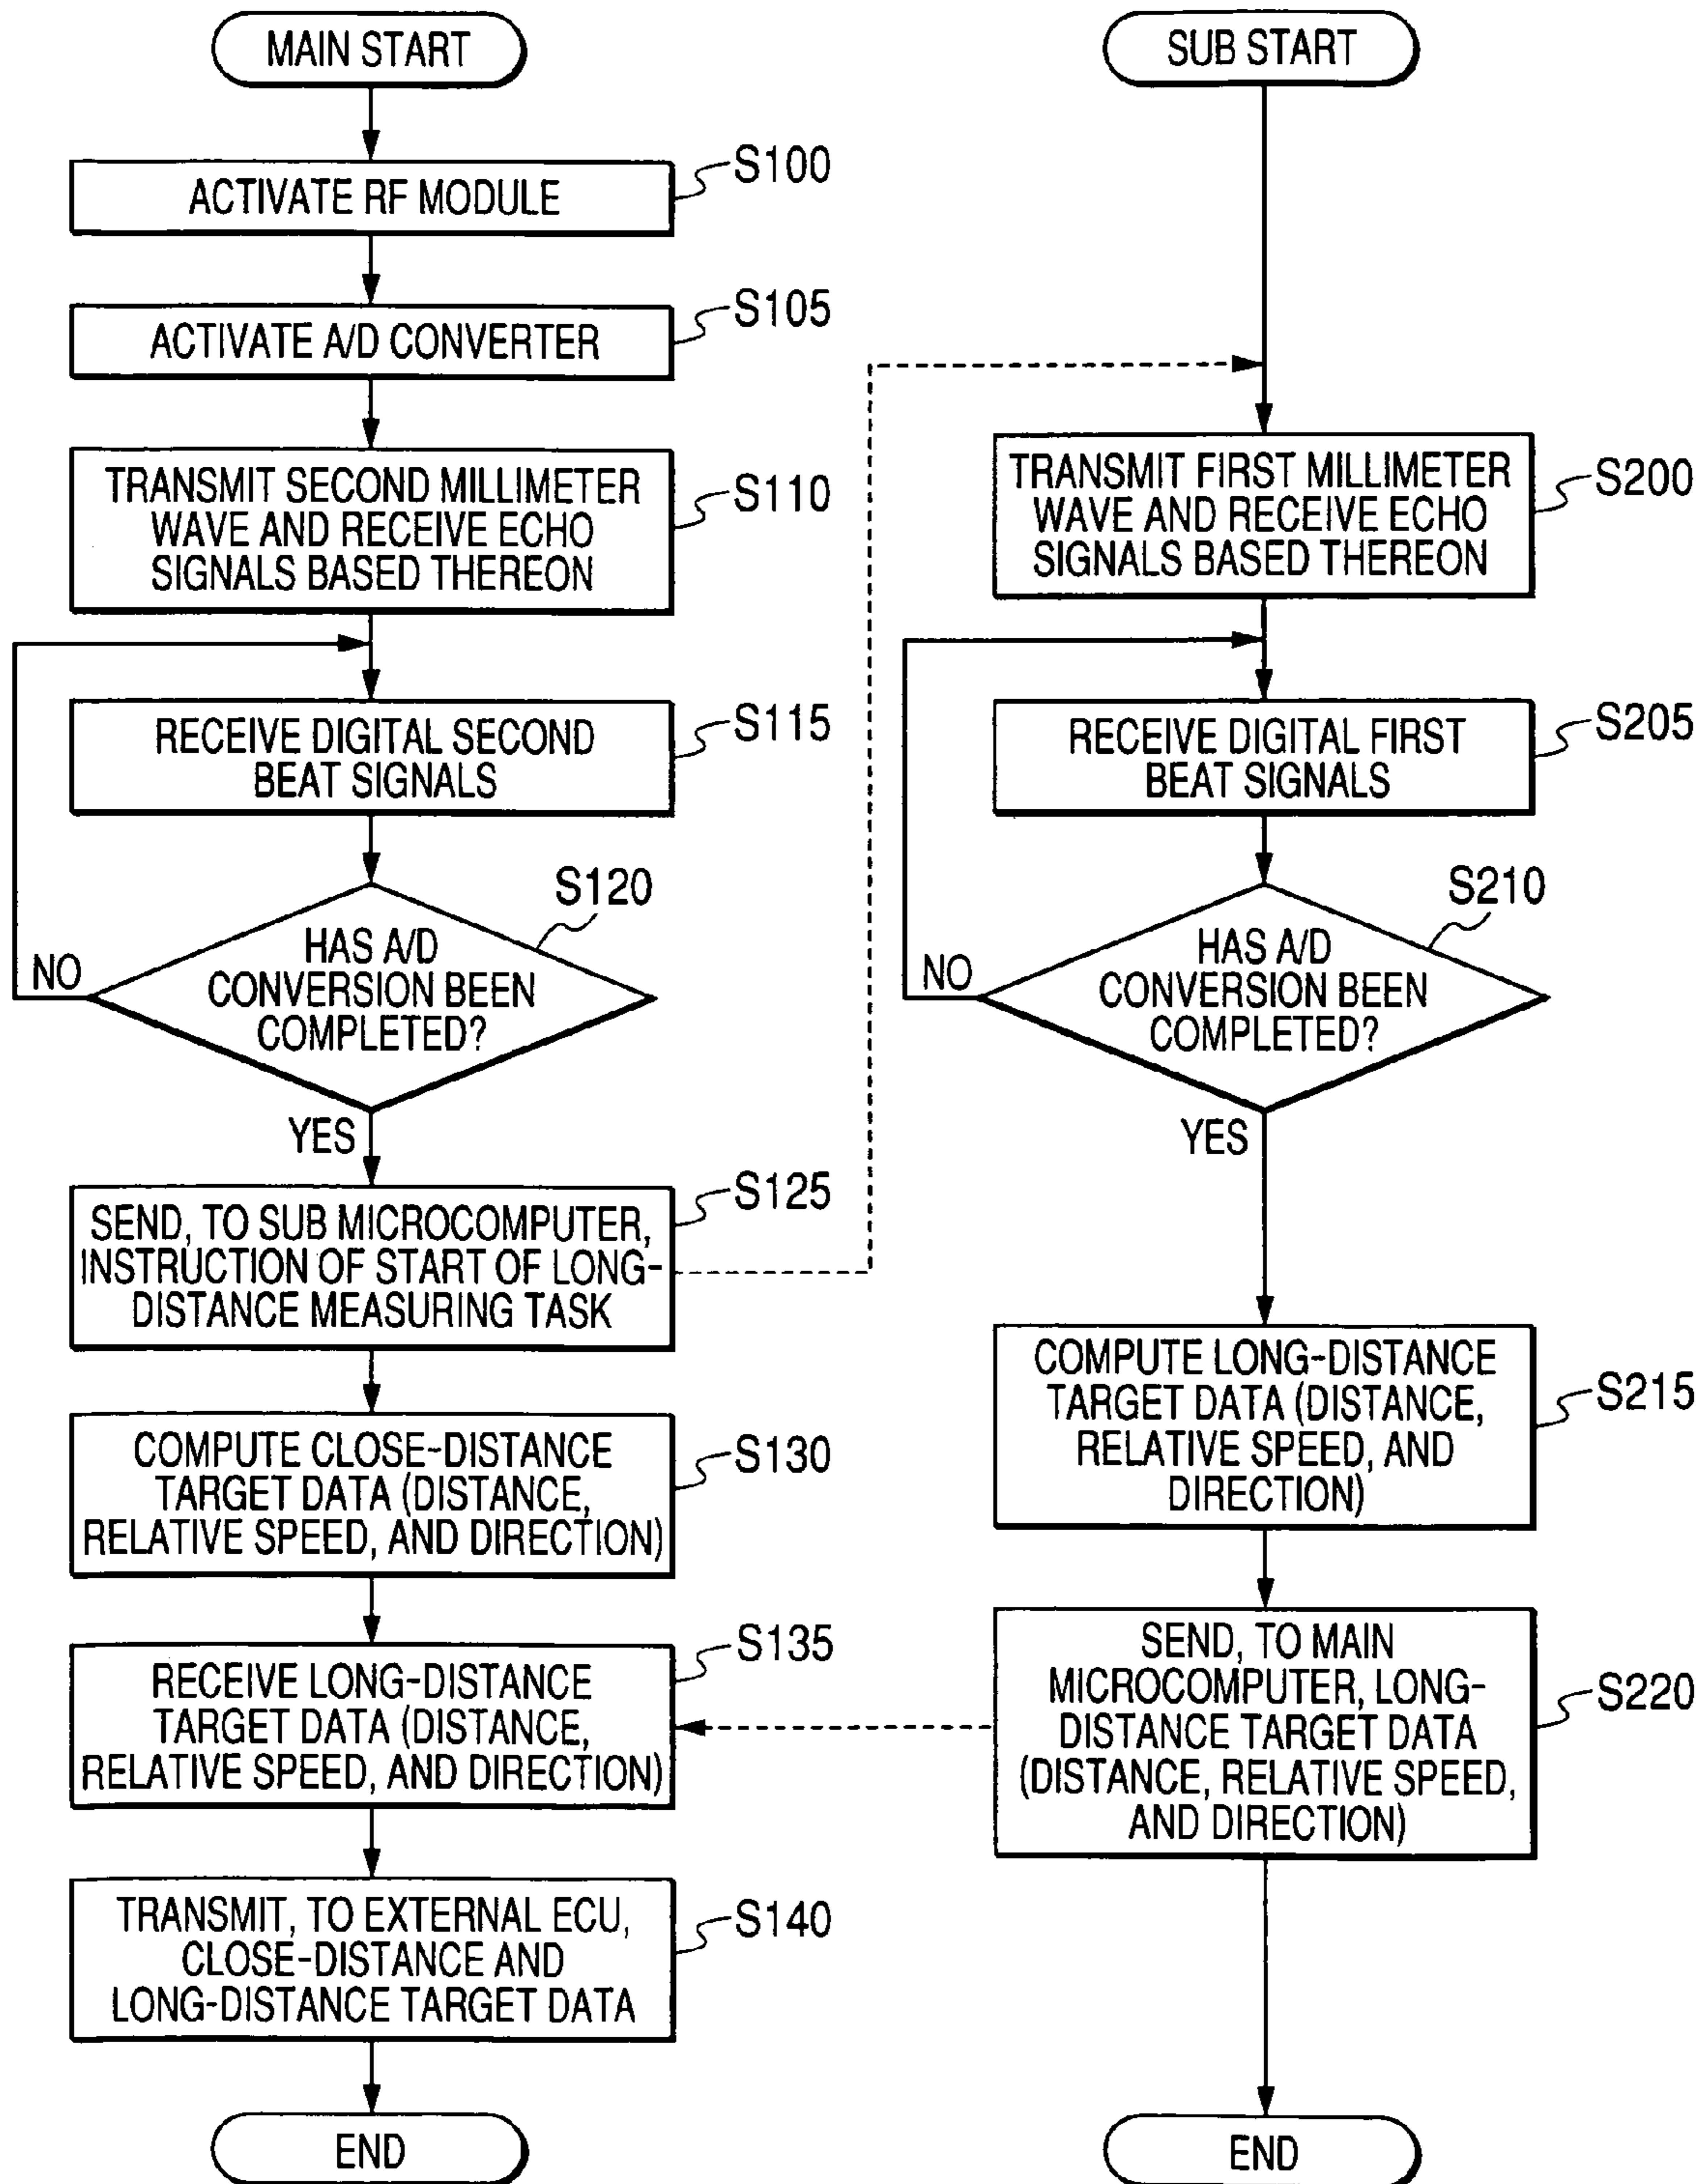 MAIN START
S100
ACTIVATE RF MODULE
S105
ACTIVATE A/D CONVERTER
S110
TRANSMIT SECOND MILLIMETER
WAVE AND RECEIVE ECHO
SIGNALS BASED THEREON
S115
RECEIVE DIGITAL SECOND
BEAT SIGNALS
S120
HAS A/D
CONVERSION BEEN
COMPLETED?
NO
YES
S125
SEND, TO SUB MICROCOMPUTER,
INSTRUCTION OF START OF LONG-
DISTANCE MEASURING TASK
S130
COMPUTE CLOSE-DISTANCE
TARGET DATA (DISTANCE,
RELATIVE SPEED, AND DIRECTION)
S135
RECEIVE LONG-DISTANCE
TARGET DATA (DISTANCE,
RELATIVE SPEED, AND DIRECTION)
S140
TRANSMIT, TO EXTERNAL ECU,
CLOSE-DISTANCE AND
LONG-DISTANCE TARGET DATA
END
SUB START
S200
TRANSMIT FIRST MILLIMETER
WAVE AND RECEIVE ECHO
SIGNALS BASED THEREON
S205
RECEIVE DIGITAL FIRST
BEAT SIGNALS
S210
HAS A/D
CONVERSION BEEN
COMPLETED?
NO
YES
S215
COMPUTE LONG-DISTANCE
TARGET DATA (DISTANCE,
RELATIVE SPEED, AND
DIRECTION)
S220
SEND, TO MAIN
MICROCOMPUTER, LONG-
DISTANCE TARGET DATA
(DISTANCE, RELATIVE SPEED,
AND DIRECTION)
END